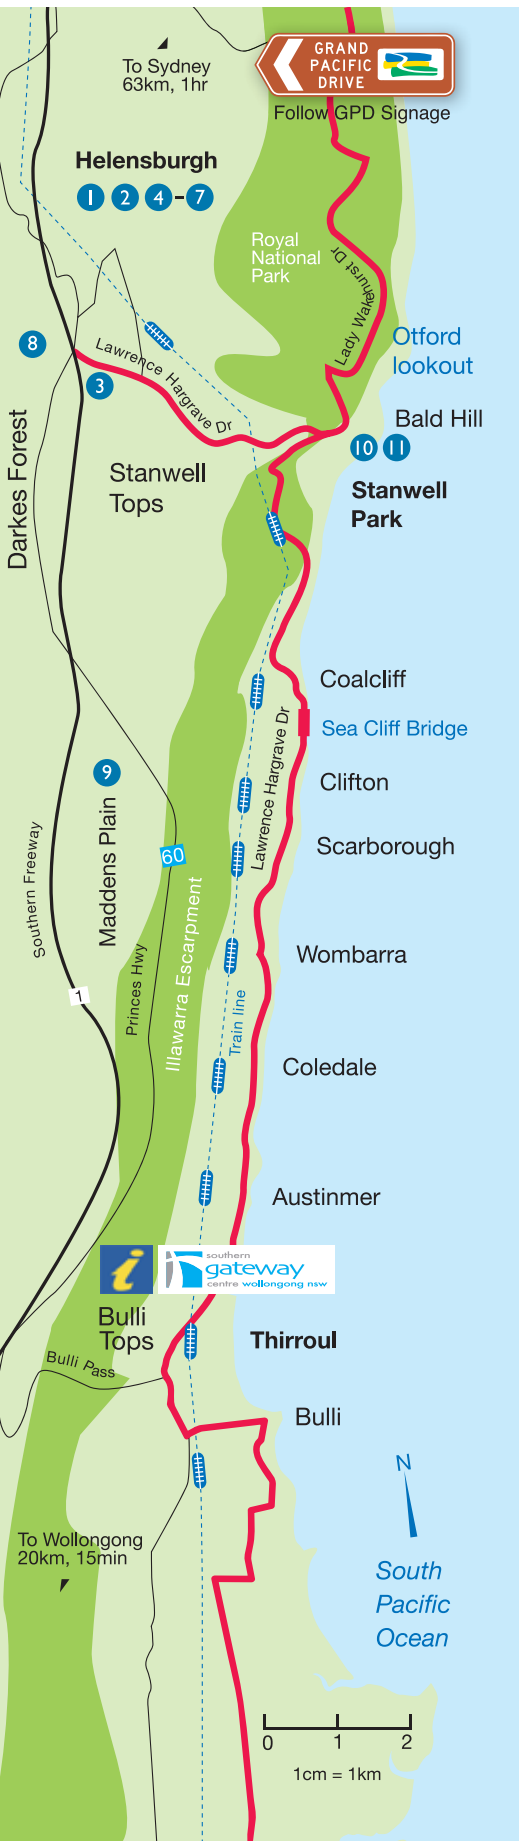 GRAND
PACIFIC
DRIVE
To Sydney
63km, 1hr
Follow GPD Signage
Helensburgh
1 2 4-7
Royal
National
Park
Lady Wakehurst Dr
Otford
lookout
8
Lawrence Hargrave Dr
3
Bald Hill
10 11
Darkes Forest
Stanwell
Tops
Stanwell
Park
Coalcliff
Sea Cliff Bridge
Lawrence Hargrave Dr
9
Clifton
Maddens Plain
Scarborough
60
Southern Freeway
Illawarra Escarpment
Princes Hwy
Wombarra
1
Train line
Coledale
Austinmer
i
southern
gateway
centre wollongong nsw
Bulli
Tops
Thirroul
Bulli Pass
Bulli
N
To Wollongong
20km, 15min
South
Pacific
Ocean
0 1 2
1cm = 1km